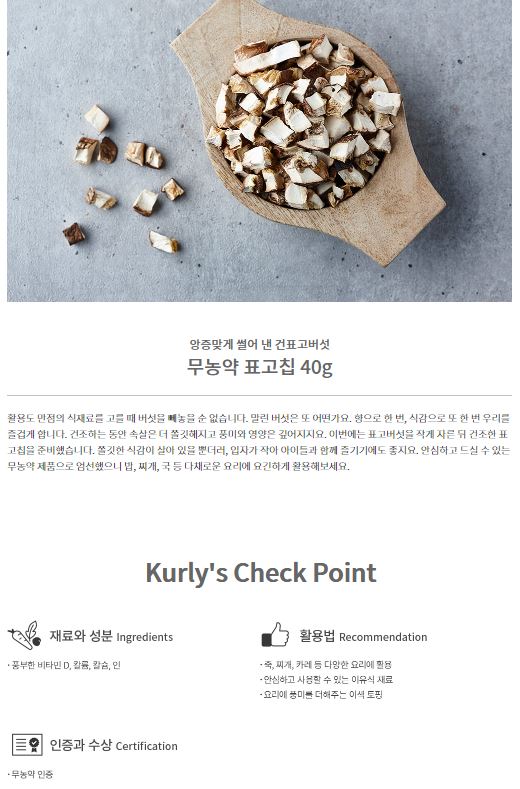 앙증맞게 썰어 낸 건표고버섯
무농약 표고칩 40g
활용도 만점의 식재료를 고를 때 버섯을 빼놓을 순 없습니다. 말린 버섯은 또 어떤가요. 향으로 한 번, 식감으로 또 한 번 우리를
즐겁게 합니다. 건조하는 동안 속살은 더 쫄깃해지고 풍미와 영양은 깊어지지요. 이번에는 표고버섯을 작게 자른 뒤 건조한 표
고칩을 준비했습니다. 쫄깃한 식감이 살아 있을 뿐더러, 입자가 작아 아이들과 함께 즐기기에도 좋지요. 안심하고 드실 수 있는
무농약 제품으로 엄선했으니 밥, 찌개, 국 등 다채로운 요리에 요긴하게 활용해보세요.
Kurly's Check Point
재료와 성분 Ingredients
· 풍부한 비타민 D, 칼륨, 칼슘, 인
활용법 Recommendation
· 죽, 찌개, 카레 등 다양한 요리에 활용
· 안심하고 사용할 수 있는 이유식 재료
· 요리에 풍미를 더해주는 이색 토핑
인증과 수상 Certification
· 무농약 인증